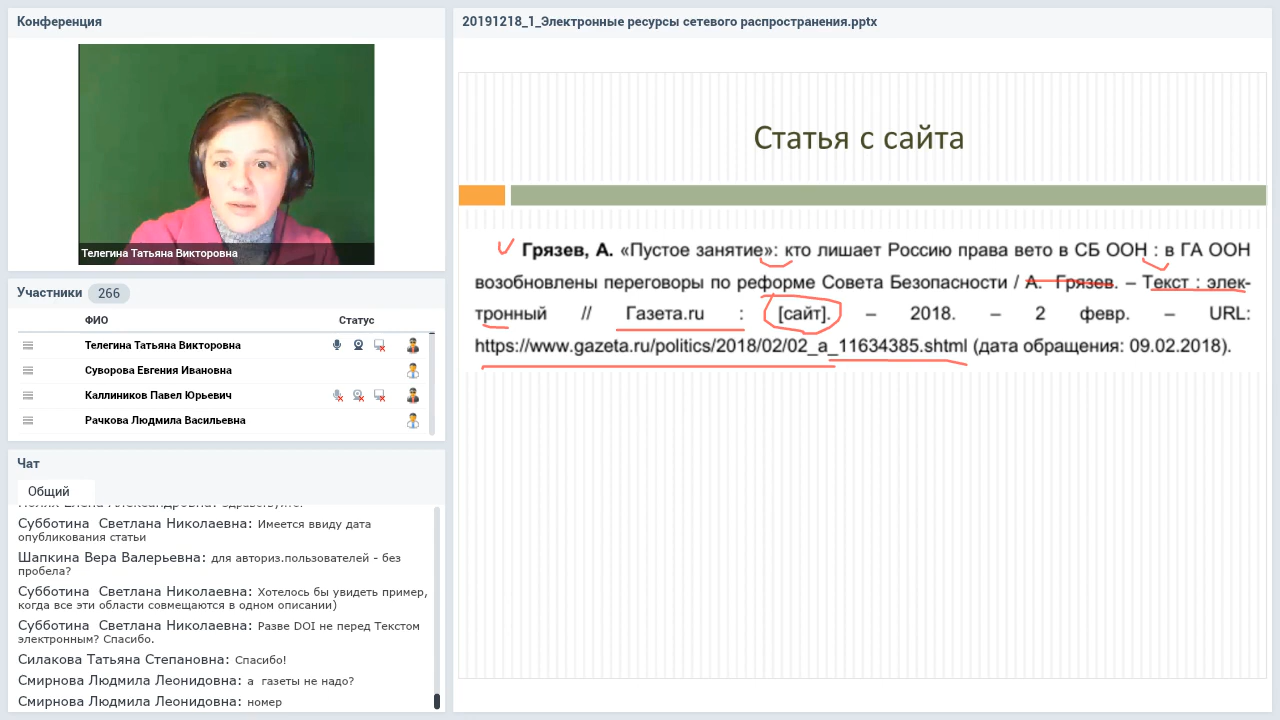 Конференция
Телегина Татьяна Викторовна
Участники 266
ФИО Статус
Телегина Татьяна Викторовна
Суворова Евгения Ивановна
Каллиников Павел Юрьевич
Рачкова Людмила Васильевна
Чат
Общий
Субботина Светлана Николаевна: Имеется ввиду дата
опубликования статьи
Шапкина Вера Валерьевна: для авториз.пользователей - без
пробела?
Субботина Светлана Николаевна: Хотелось бы увидеть пример,
когда все эти области совмещаются в одном описании)
Субботина Светлана Николаевна: Разве DOI не перед Текстом
электронным? Спасибо.
Силакова Татьяна Степановна: Спасибо!
Смирнова Людмила Леонидовна: а газеты не надо?
Смирнова Людмила Леонидовна: номер
20191218_1_Электронные ресурсы сетевого распространения.pptx
Статья с сайта
Грязев, А. «Пустое занятие»: кто лишает Россию права вето в СБ ООН : в ГА ООН
возобновлены переговоры по реформе Совета Безопасности / А. Грязев. – Текст : элек-
тронный // Газета.ru : [сайт]. – 2018. – 2 февр. – URL:
https://www.gazeta.ru/politics/2018/02/02_a_11634385.shtml (дата обращения: 09.02.2018).